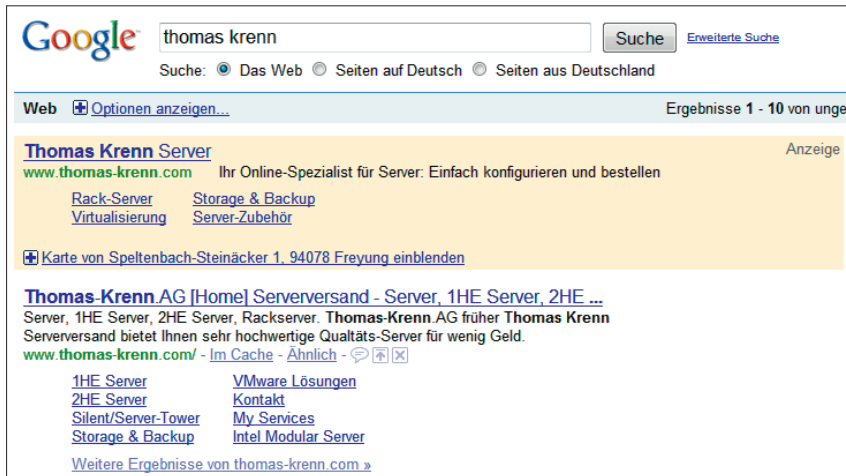 Google thomas krenn Suche Erweiterte Suche
Suche: Das Web Seiten auf Deutsch Seiten aus Deutschland
Web Optionen anzeigen... Ergebnisse 1 - 10 von unge
Thomas Krenn Server Anzeige
www.thomas-krenn.com Ihr Online-Spezialist für Server: Einfach konfigurieren und bestellen
Rack-Server Storage & Backup
Virtualisierung Server-Zubehör
Karte von Speltenbach-Steinäcker 1, 94078 Freyung einblenden
Thomas-Krenn.AG [Home] Serverversand - Server, 1HE Server, 2HE ...
Server, 1HE Server, 2HE Server, Rackserver. Thomas-Krenn.AG früher Thomas Krenn
Serverversand bietet Ihnen sehr hochwertige Qualtäts-Server für wenig Geld.
www.thomas-krenn.com/ - Im Cache - Ähnlich -
1HE Server VMware Lösungen
2HE Server Kontakt
Silent/Server-Tower My Services
Storage & Backup Intel Modular Server
Weitere Ergebnisse von thomas-krenn.com »